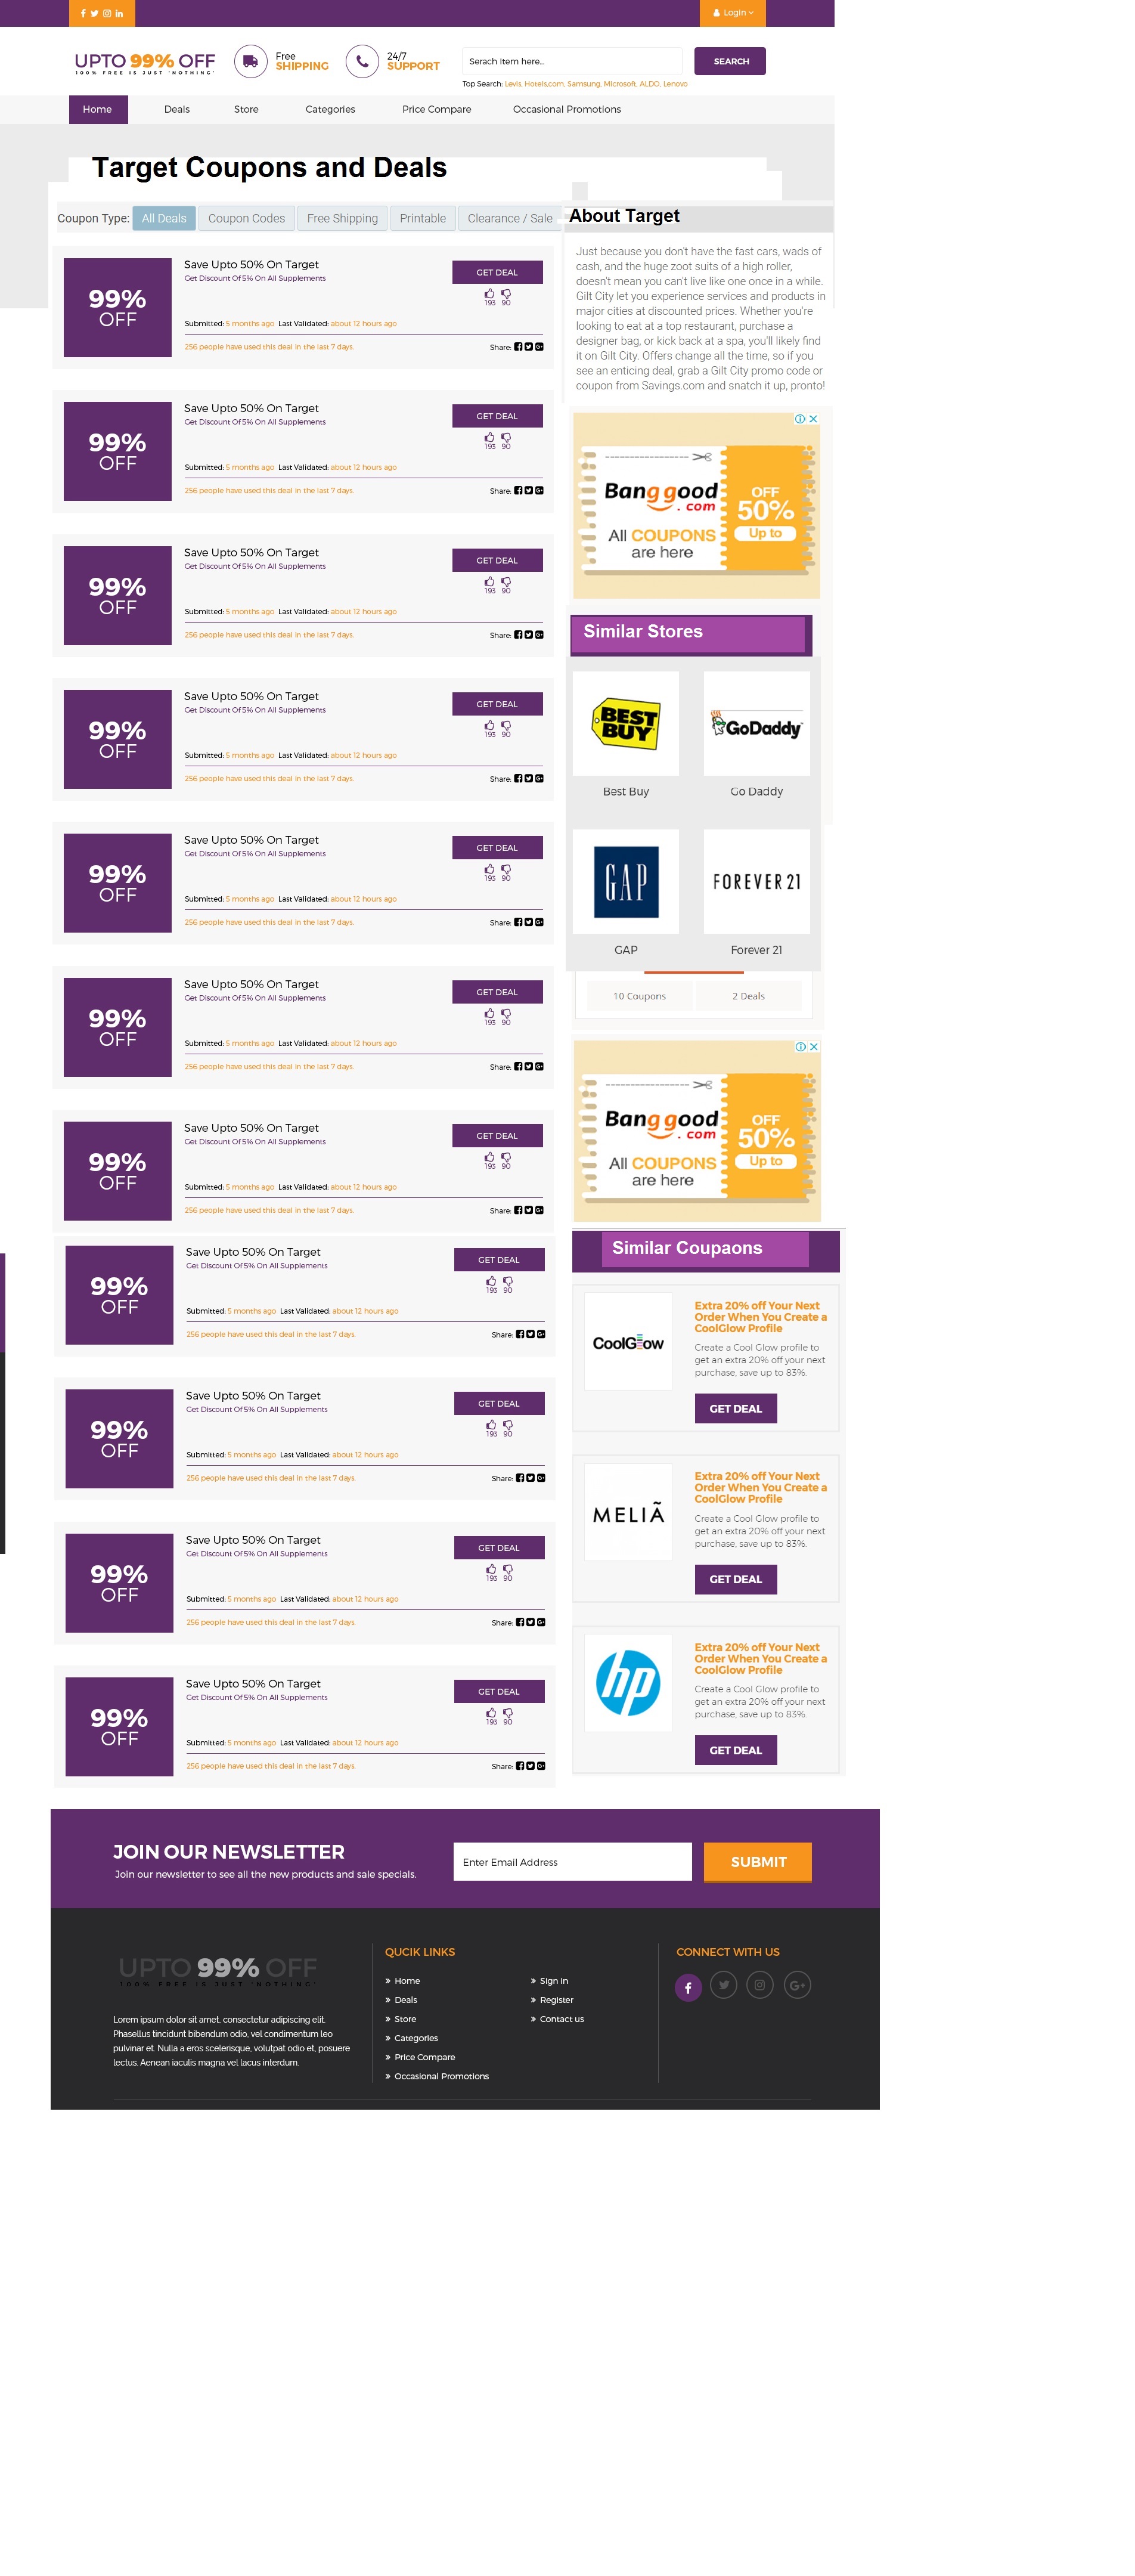 Login
UPTO 99% OFF
100% FREE IS JUST "NOTHING"
Free
SHIPPING
24/7
SUPPORT
Serach Item here...
SEARCH
Top Search: Levis, Hotels.com, Samsung, Microsoft, ALDO, Lenovo
Home Deals Store Categories Price Compare Occasional Promotions
Target Coupons and Deals
Coupon Type: All Deals Coupon Codes Free Shipping Printable Clearance / Sale
99%
OFF
Save Upto 50% On Target
Get Discount Of 5% On All Supplements
GET DEAL
193 90
Submitted: 5 months ago Last Validated: about 12 hours ago
256 people have used this deal in the last 7 days.
Share:
99%
OFF
Save Upto 50% On Target
Get Discount Of 5% On All Supplements
GET DEAL
193 90
Submitted: 5 months ago Last Validated: about 12 hours ago
256 people have used this deal in the last 7 days.
Share:
99%
OFF
Save Upto 50% On Target
Get Discount Of 5% On All Supplements
GET DEAL
193 90
Submitted: 5 months ago Last Validated: about 12 hours ago
256 people have used this deal in the last 7 days.
Share:
99%
OFF
Save Upto 50% On Target
Get Discount Of 5% On All Supplements
GET DEAL
193 90
Submitted: 5 months ago Last Validated: about 12 hours ago
256 people have used this deal in the last 7 days.
Share:
99%
OFF
Save Upto 50% On Target
Get Discount Of 5% On All Supplements
GET DEAL
193 90
Submitted: 5 months ago Last Validated: about 12 hours ago
256 people have used this deal in the last 7 days.
Share:
99%
OFF
Save Upto 50% On Target
Get Discount Of 5% On All Supplements
GET DEAL
193 90
Submitted: 5 months ago Last Validated: about 12 hours ago
256 people have used this deal in the last 7 days.
Share:
99%
OFF
Save Upto 50% On Target
Get Discount Of 5% On All Supplements
GET DEAL
193 90
Submitted: 5 months ago Last Validated: about 12 hours ago
256 people have used this deal in the last 7 days.
Share:
99%
OFF
Save Upto 50% On Target
Get Discount Of 5% On All Supplements
GET DEAL
193 90
Submitted: 5 months ago Last Validated: about 12 hours ago
256 people have used this deal in the last 7 days.
Share:
99%
OFF
Save Upto 50% On Target
Get Discount Of 5% On All Supplements
GET DEAL
193 90
Submitted: 5 months ago Last Validated: about 12 hours ago
256 people have used this deal in the last 7 days.
Share:
99%
OFF
Save Upto 50% On Target
Get Discount Of 5% On All Supplements
GET DEAL
193 90
Submitted: 5 months ago Last Validated: about 12 hours ago
256 people have used this deal in the last 7 days.
Share:
99%
OFF
Save Upto 50% On Target
Get Discount Of 5% On All Supplements
GET DEAL
193 90
Submitted: 5 months ago Last Validated: about 12 hours ago
256 people have used this deal in the last 7 days.
Share:
About Target
Just because you don't have the fast cars, wads of
cash, and the huge zoot suits of a high roller,
doesn't mean you can't live like one once in a while.
Gilt City let you experience services and products in
major cities at discounted prices. Whether you're
looking to eat at a top restaurant, purchase a
designer bag, or kick back at a spa, you'll likely find
it on Gilt City. Offers change all the time, so if you
see an enticing deal, grab a Gilt City promo code or
coupon from Savings.com and snatch it up, pronto!
Banggood
.com
All COUPONS
are here
OFF
50%
Up to
Similar Stores
BEST
BUY
GoDaddy
Best Buy Go Daddy
GAP FOREVER 21
GAP Forever 21
10 Coupons 2 Deals
Banggood
.com
All COUPONS
are here
OFF
50%
Up to
Similar Coupaons
CoolGlow
Extra 20% off Your Next
Order When You Create a
CoolGlow Profile
Create a Cool Glow profile to
get an extra 20% off your next
purchase, save up to 83%.
GET DEAL
MELIÃ
Extra 20% off Your Next
Order When You Create a
CoolGlow Profile
Create a Cool Glow profile to
get an extra 20% off your next
purchase, save up to 83%.
GET DEAL
hp
Extra 20% off Your Next
Order When You Create a
CoolGlow Profile
Create a Cool Glow profile to
get an extra 20% off your next
purchase, save up to 83%.
GET DEAL
JOIN OUR NEWSLETTER
Join our newsletter to see all the new products and sale specials.
Enter Email Address
SUBMIT
UPTO 99% OFF
100% FREE IS JUST "NOTHING"
Lorem ipsum dolor sit amet, consectetur adipiscing elit.
Phasellus tincidunt bibendum odio, vel condimentum leo
pulvinar et. Nulla a eros scelerisque, volutpat odio et, posuere
lectus. Aenean iaculis magna vel lacus interdum.
QUCIK LINKS
» Home
» Deals
» Store
» Categories
» Price Compare
» Occasional Promotions
» Sign In
» Register
» Contact us
CONNECT WITH US